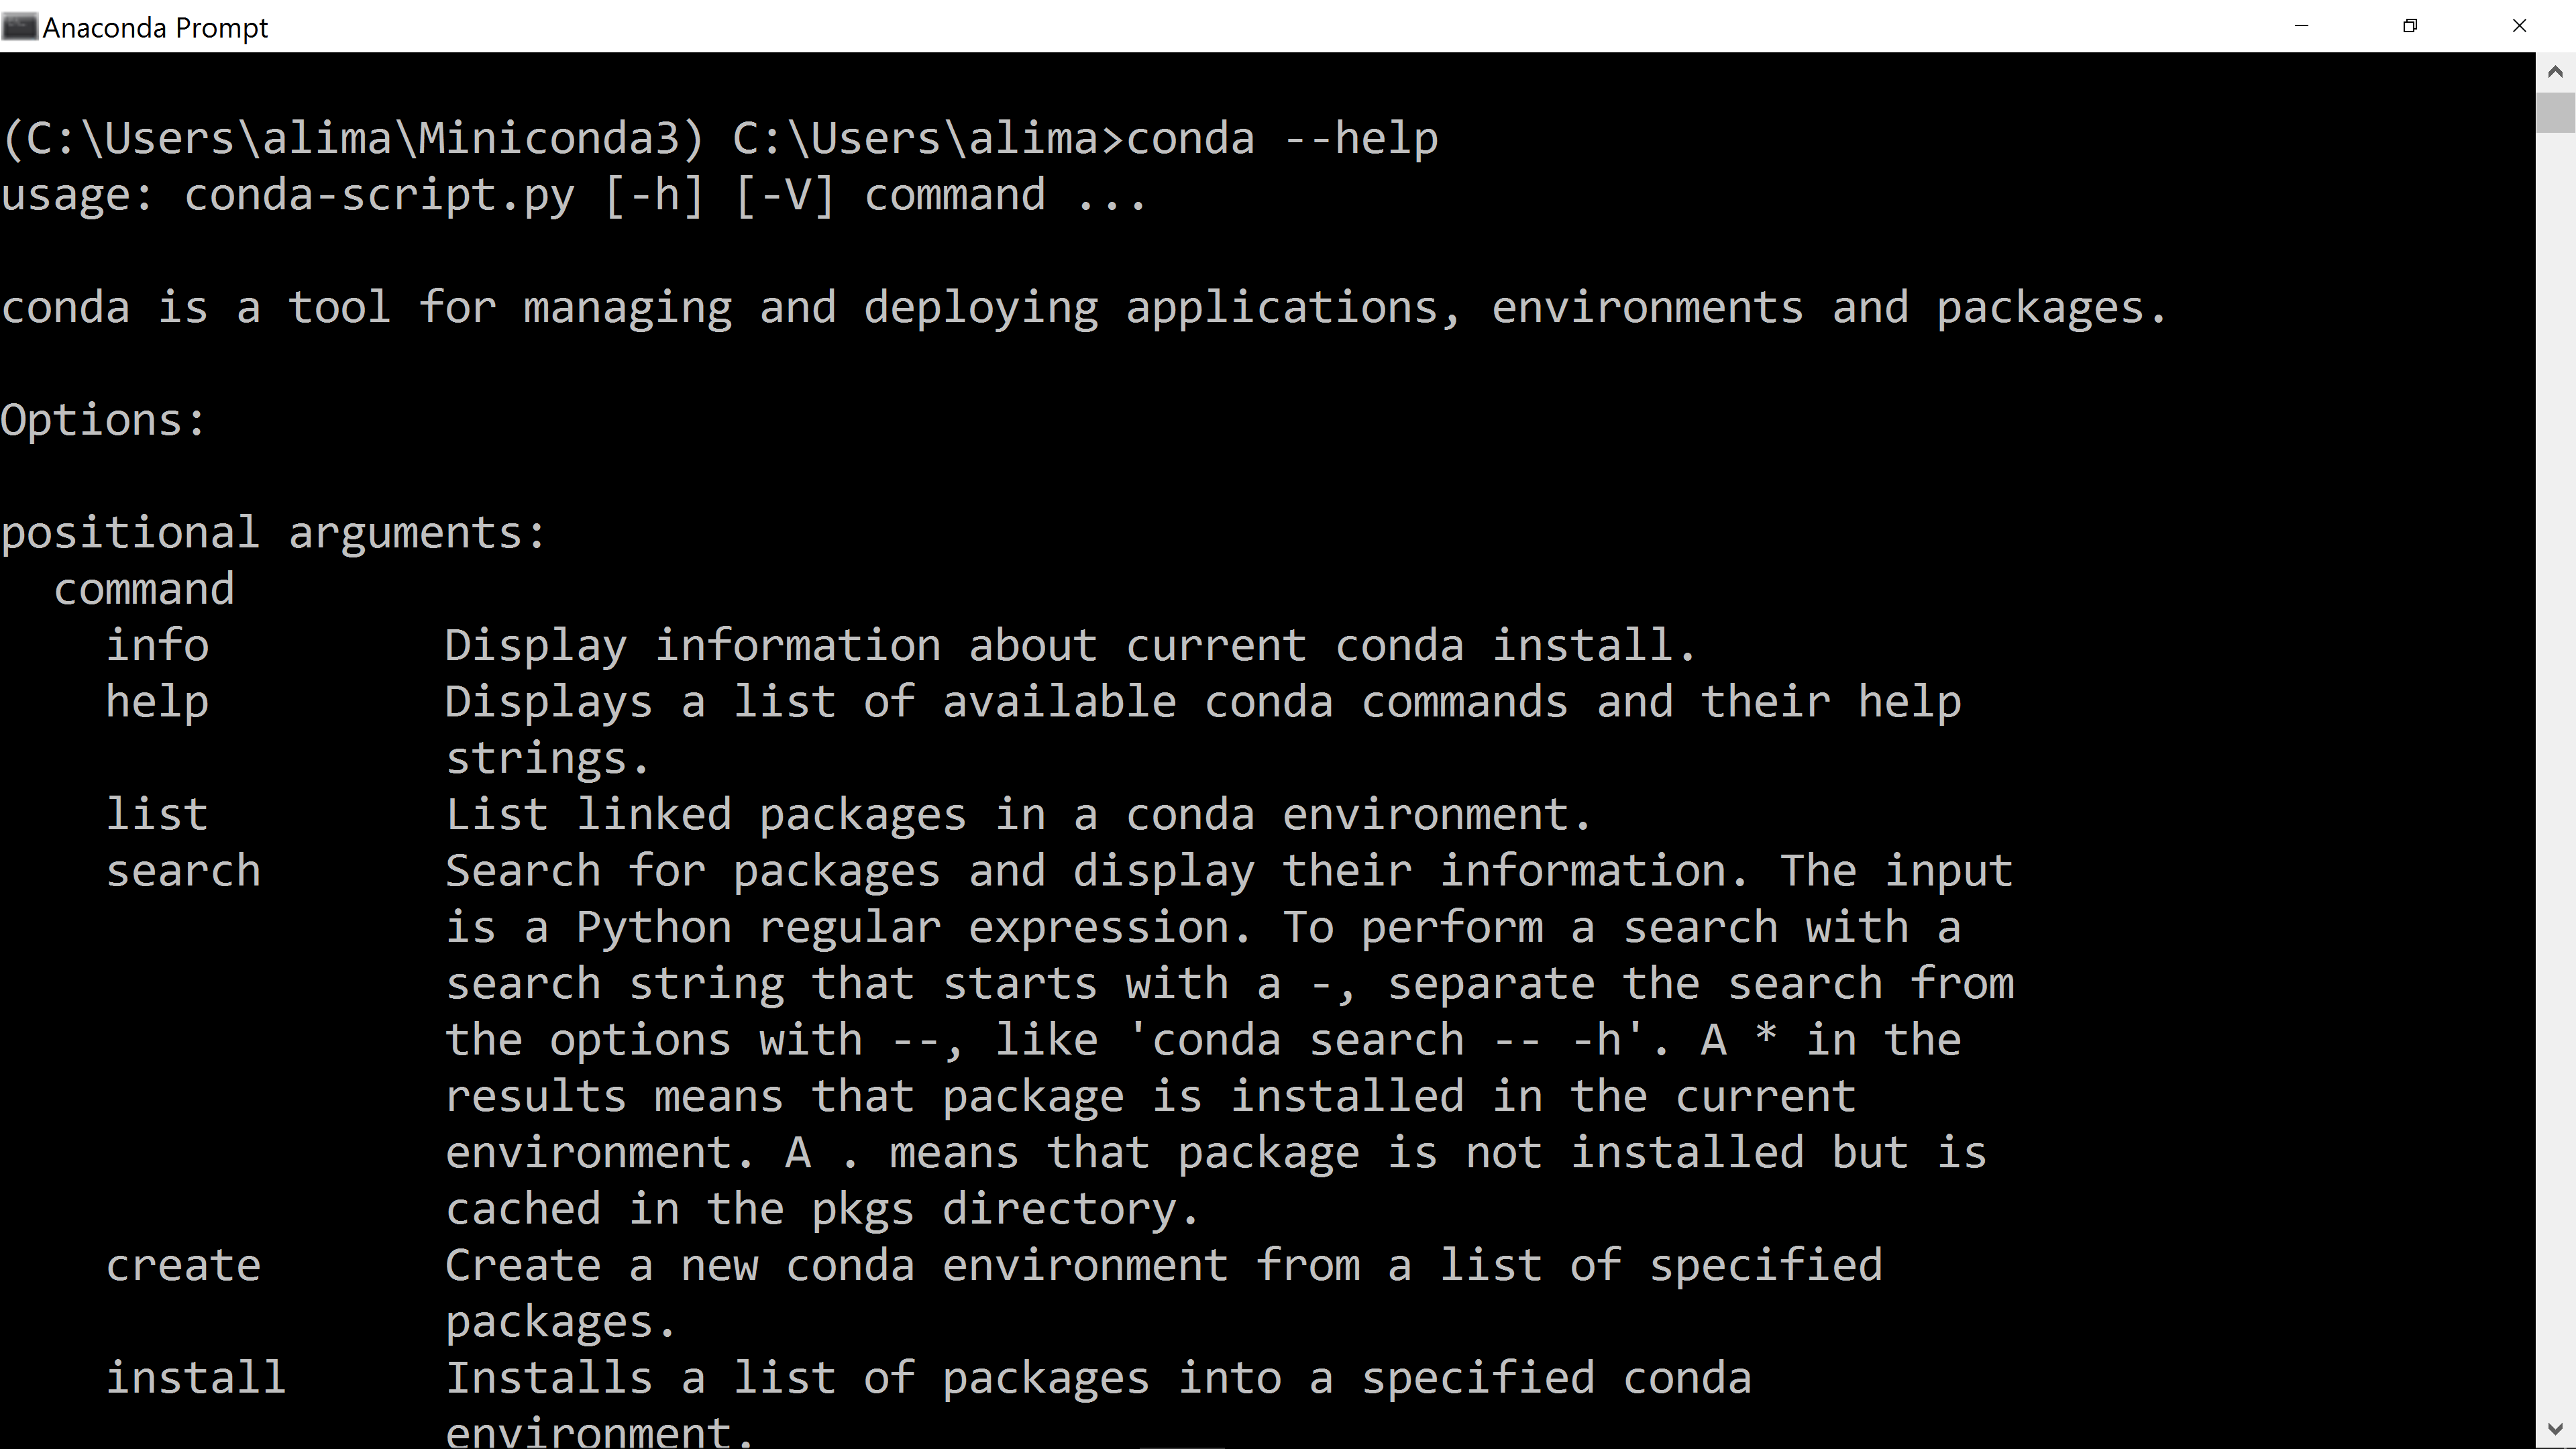 Anaconda Prompt
(C:\Users\alima\Miniconda3) C:\Users\alima>conda --help
usage: conda-script.py [-h] [-V] command ...
conda is a tool for managing and deploying applications, environments and packages.
Options:
positional arguments:
  command
    info         Display information about current conda install.
    help         Displays a list of available conda commands and their help
                 strings.
    list         List linked packages in a conda environment.
    search       Search for packages and display their information. The input
                 is a Python regular expression. To perform a search with a
                 search string that starts with a -, separate the search from
                 the options with --, like 'conda search -- -h'. A * in the
                 results means that package is installed in the current
                 environment. A . means that package is not installed but is
                 cached in the pkgs directory.
    create       Create a new conda environment from a list of specified
                 packages.
    install      Installs a list of packages into a specified conda
                 environment.